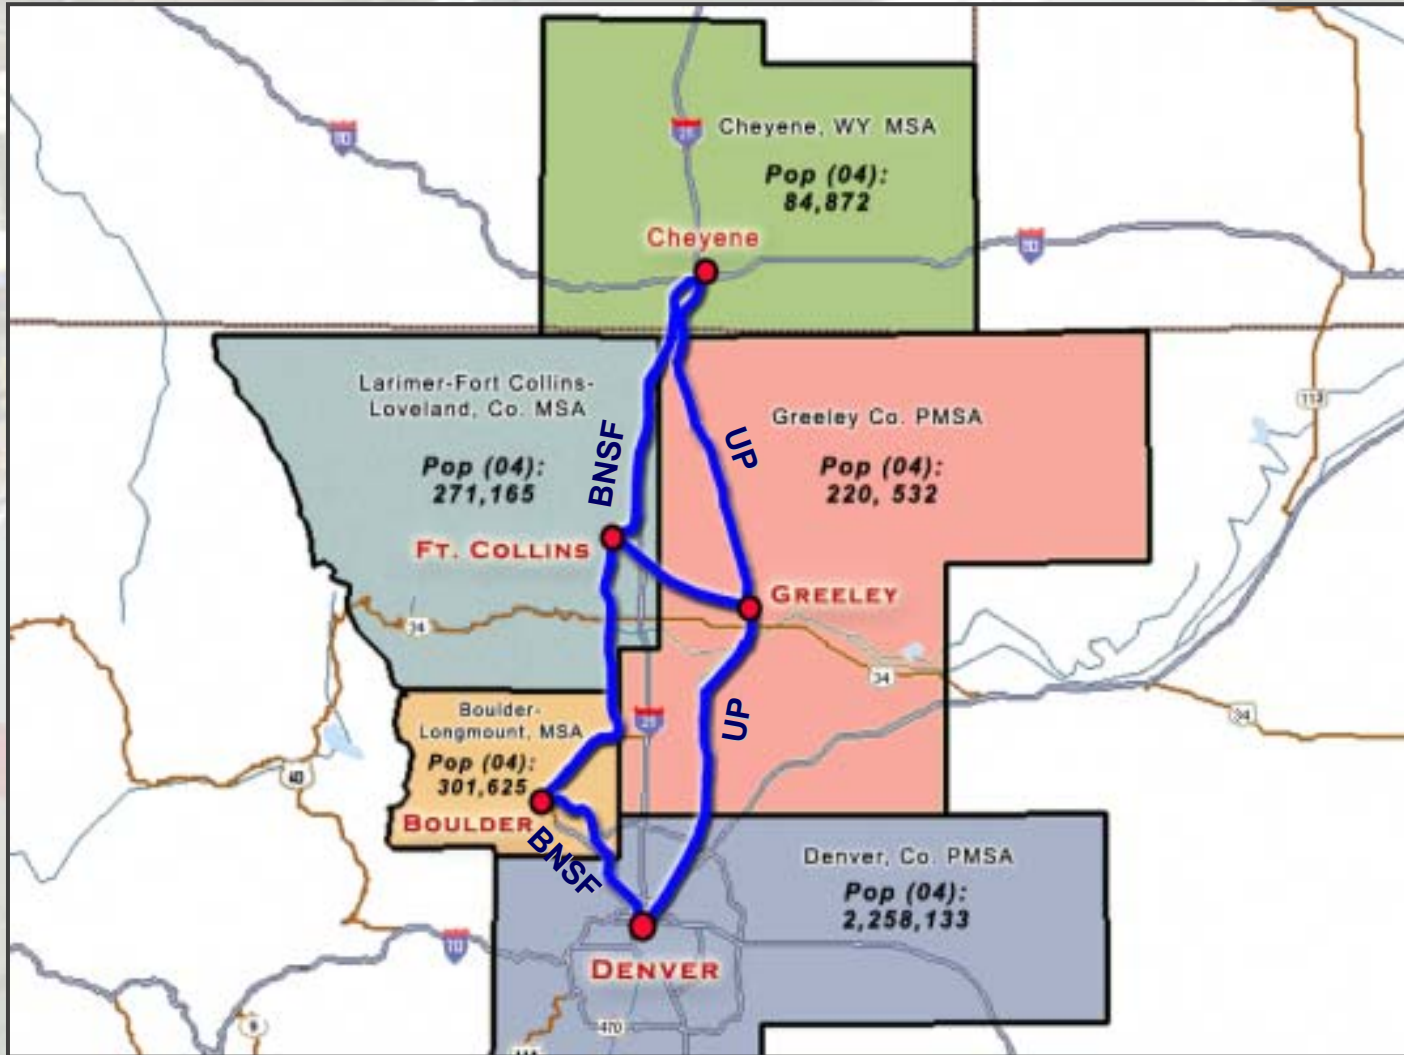 80
25
Cheyene, WY. MSA
Pop (04):
84,872
Cheyene
80
Larimer-Fort Collins-
Loveland, Co. MSA
Pop (04):
271,165
BNSF
UP
Greeley Co. PMSA
Pop (04):
220, 532
113
FT. COLLINS
GREELEY
34
34
34
Boulder-
Longmount, MSA
Pop (04):
301,625
BOULDER
25
UP
40
BNSF
Denver, Co. PMSA
Pop (04):
2,258,133
70
DENVER
9
470